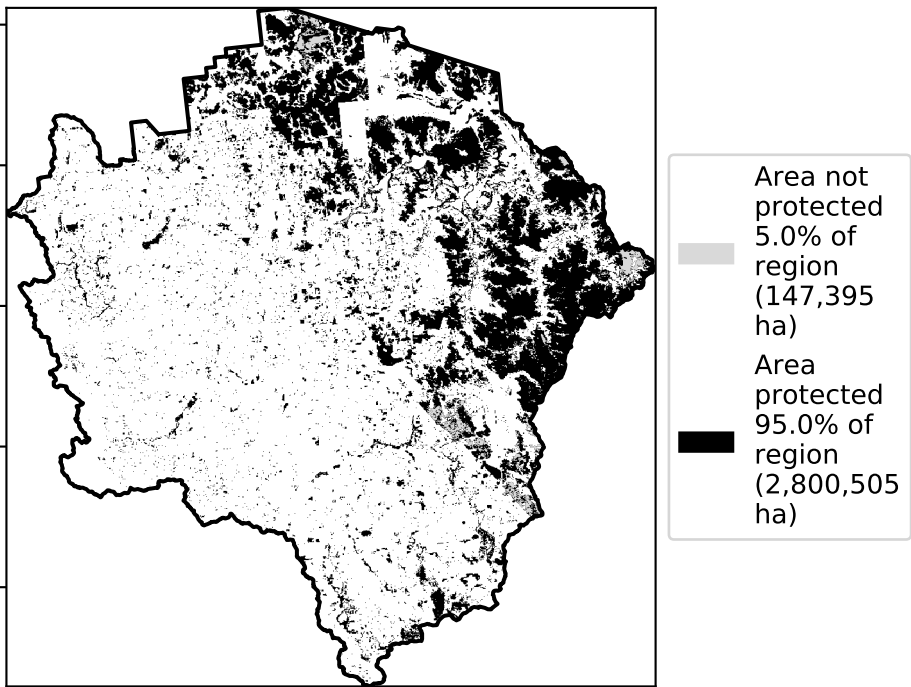 Area not
protected
5.0% of
region
(147,395
ha)
Area
protected
95.0% of
region
(2,800,505
ha)